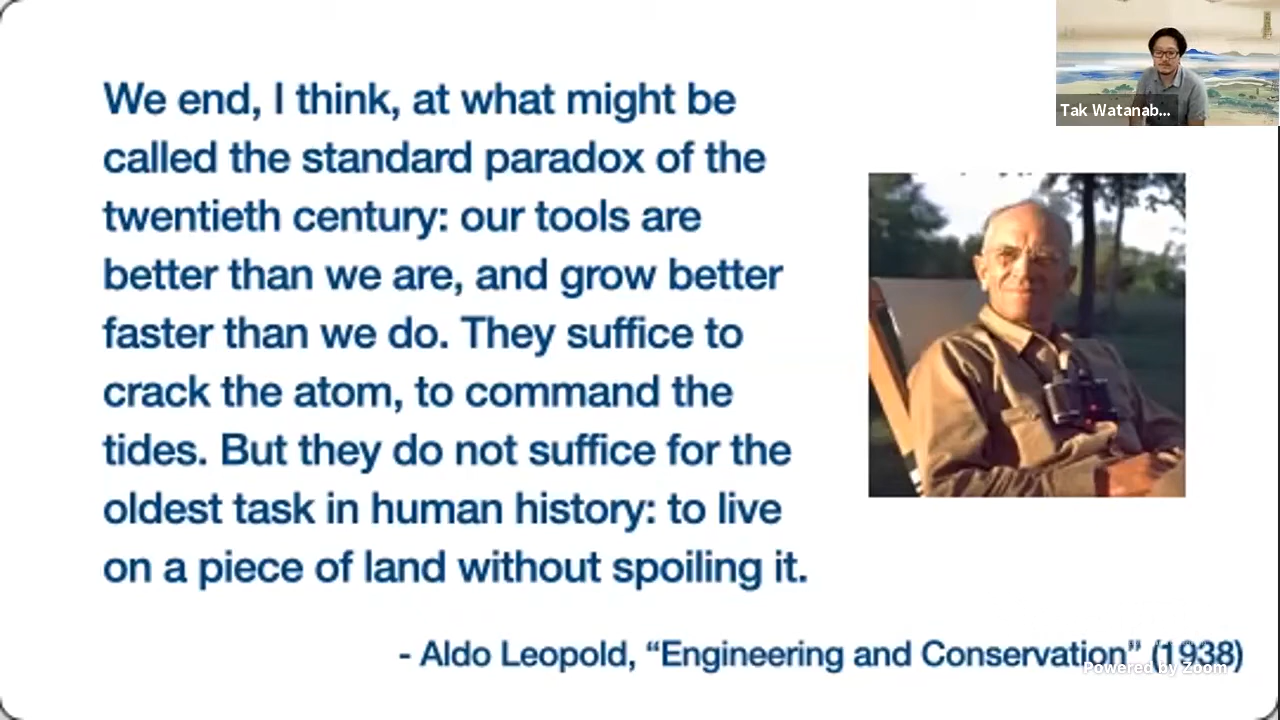 We end, I think, at what might be
called the standard paradox of the
twentieth century: our tools are
better than we are, and grow better
faster than we do. They suffice to
crack the atom, to command the
tides. But they do not suffice for the
oldest task in human history: to live
on a piece of land without spoiling it.
- Aldo Leopold, “Engineering and Conservation” (1938)
Tak Watanab...
Powered by Zoom